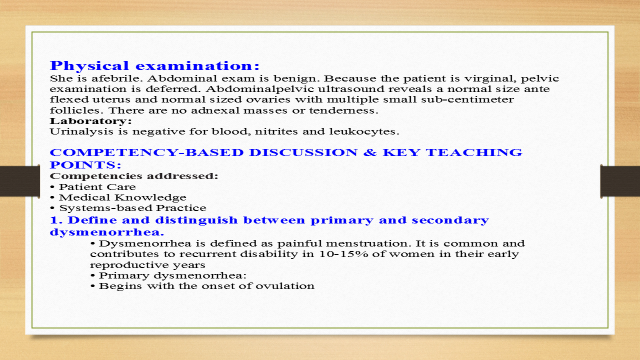 Physical examination:
She is afebrile. Abdominal exam is benign. Because the patient is virginal, pelvic
examination is deferred. Abdominalpelvic ultrasound reveals a normal size ante
flexed uterus and normal sized ovaries with multiple small sub-centimeter
follicles. There are no adnexal masses or tenderness.
Laboratory:
Urinalysis is negative for blood, nitrites and leukocytes.
COMPETENCY-BASED DISCUSSION & KEY TEACHING
POINTS:
Competencies addressed:
• Patient Care
• Medical Knowledge
• Systems-based Practice
1. Define and distinguish between primary and secondary
dysmenorrhea.
• Dysmenorrhea is defined as painful menstruation. It is common and
contributes to recurrent disability in 10-15% of women in their early
reproductive years
• Primary dysmenorrhea:
• Begins with the onset of ovulation